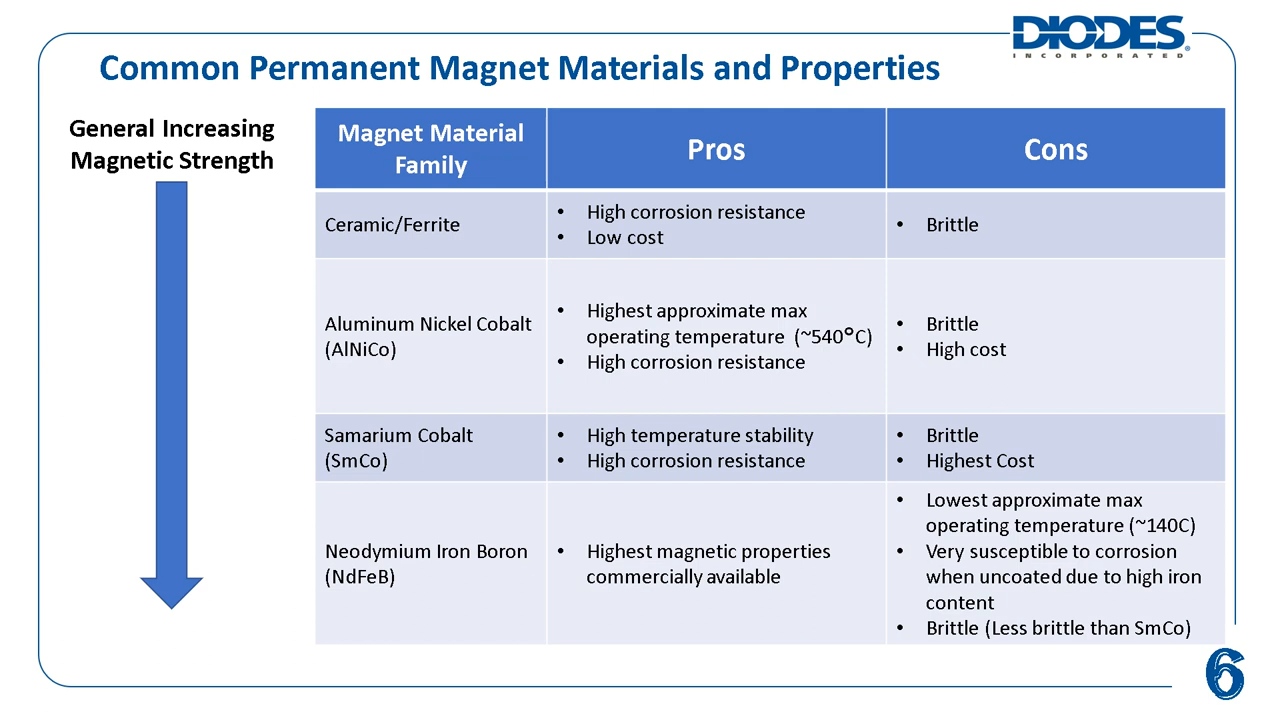 DIODES
INCORPORATED
Common Permanent Magnet Materials and Properties
General Increasing
Magnetic Strength
Magnet Material
Family
Pros
Cons
Ceramic/Ferrite
• High corrosion resistance
• Low cost
• Brittle
Aluminum Nickel Cobalt
(AlNiCo)
• Highest approximate max
operating temperature (~540°C)
• High corrosion resistance
• Brittle
• High cost
Samarium Cobalt
(SmCo)
• High temperature stability
• High corrosion resistance
• Brittle
• Highest Cost
Neodymium Iron Boron
(NdFeB)
• Highest magnetic properties
commercially available
• Lowest approximate max
operating temperature (~140C)
• Very susceptible to corrosion
when uncoated due to high iron
content
• Brittle (Less brittle than SmCo)
6